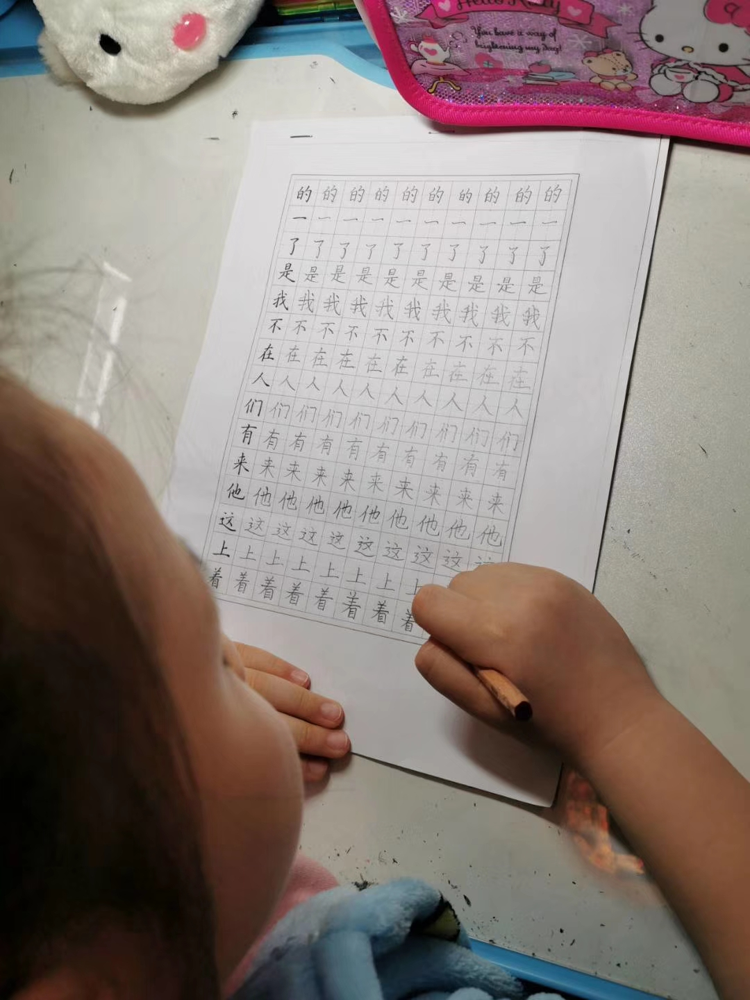 Hello Kitty
You have a way of
brightening my day!
的的的的的的的的的的
一一一一一一一一一一
了了了了了了了了了了
是是是是是是是是是是
我我我我我我我我我我
不不不不不不不不不不
在在在在在在在在在在
人人人人人人人人人人
们们们们们们们们们们
有有有有有有有有有有
来来来来来来来来来来
他他他他他他他他他他
这这这这这这这这这这
上上上上上上上上
着着着着着着着着